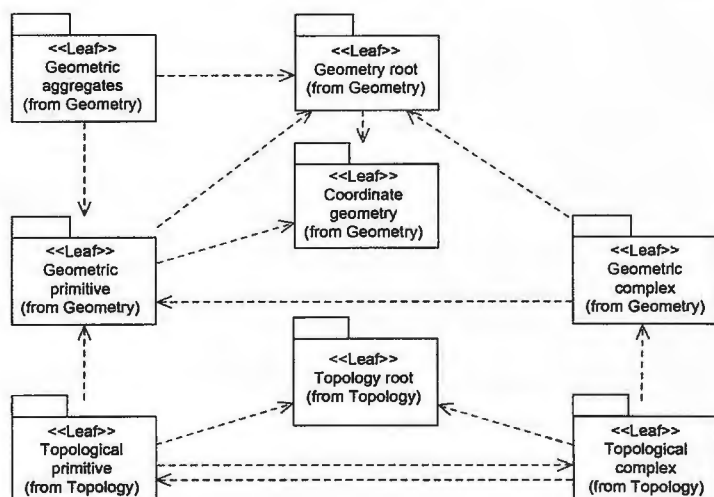 <<Leaf>>
Geometric
aggregates
(from Geometry)
<<Leaf>>
Geometry root
(from Geometry)
<<Leaf>>
Coordinate
geometry
(from Geometry)
<<Leaf>>
Geometric
primitive
(from Geometry)
<<Leaf>>
Geometric
complex
(from Geometry)
<<Leaf>>
Topology root
(from Topology)
<<Leaf>>
Topological
primitive
(from Topology)
<<Leaf>>
Topological
complex
(from Topology)